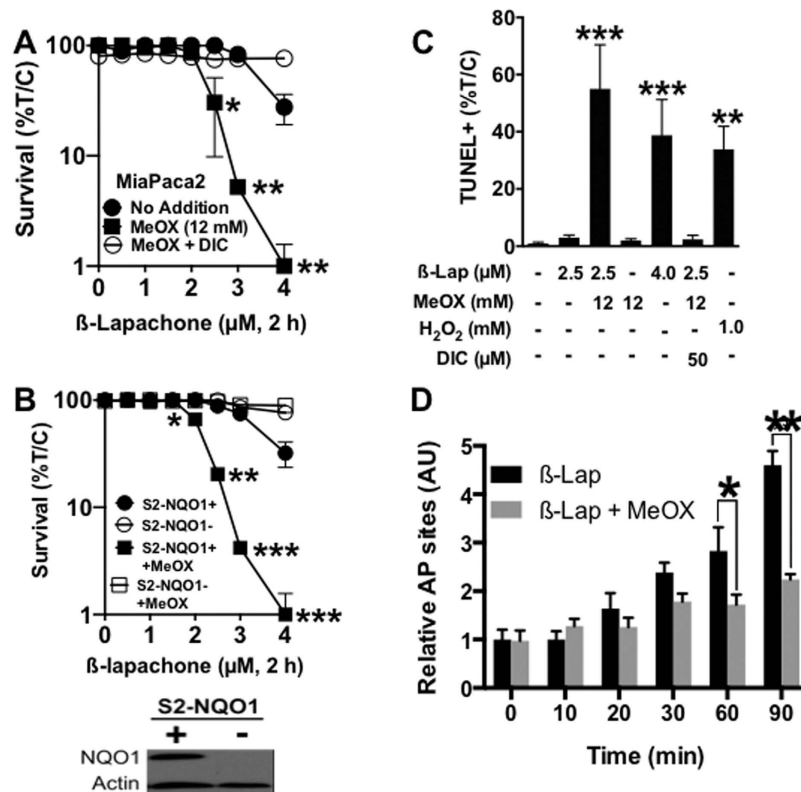 A
Survival (%T/C)
100
10
1
MiaPaca2
No Addition
MeOX (12 mM)
MeOX + DIC
*
**
**
0 1 2 3 4
ß-Lapachone (µM, 2 h)
B
Survival (%T/C)
100
10
1
S2-NQO1+
S2-NQO1-
S2-NQO1+
+MeOX
S2-NQO1-
+MeOX
*
**
***
***
0 1 2 3 4
ß-lapachone (µM, 2 h)
S2-NQO1
+ -
NQO1
Actin
C
TUNEL+ (%T/C)
80
60
40
20
0
*** *** **
ß-Lap (µM) - 2.5 2.5 - 4.0 2.5 -
MeOX (mM) - - 12 12 - 12 -
H₂O₂ (mM) - - - - - - 1.0
DIC (µM) - - - - - 50 -
D
Relative AP sites (AU)
5
4
3
2
1
0
ß-Lap
ß-Lap + MeOX
* **
0 10 20 30 60 90
Time (min)